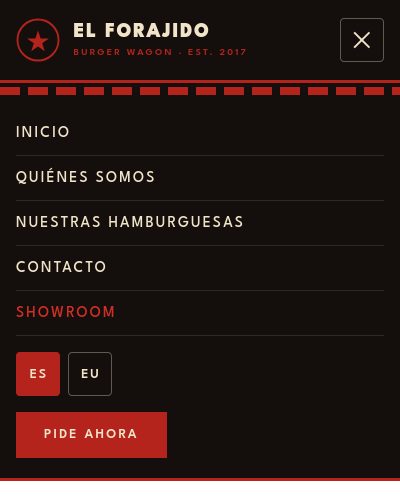 EL FORAJIDO
BURGER WAGON · EST. 2017
INICIO
QUIÉNES SOMOS
NUESTRAS HAMBURGUESAS
CONTACTO
SHOWROOM
ES EU
PIDE AHORA